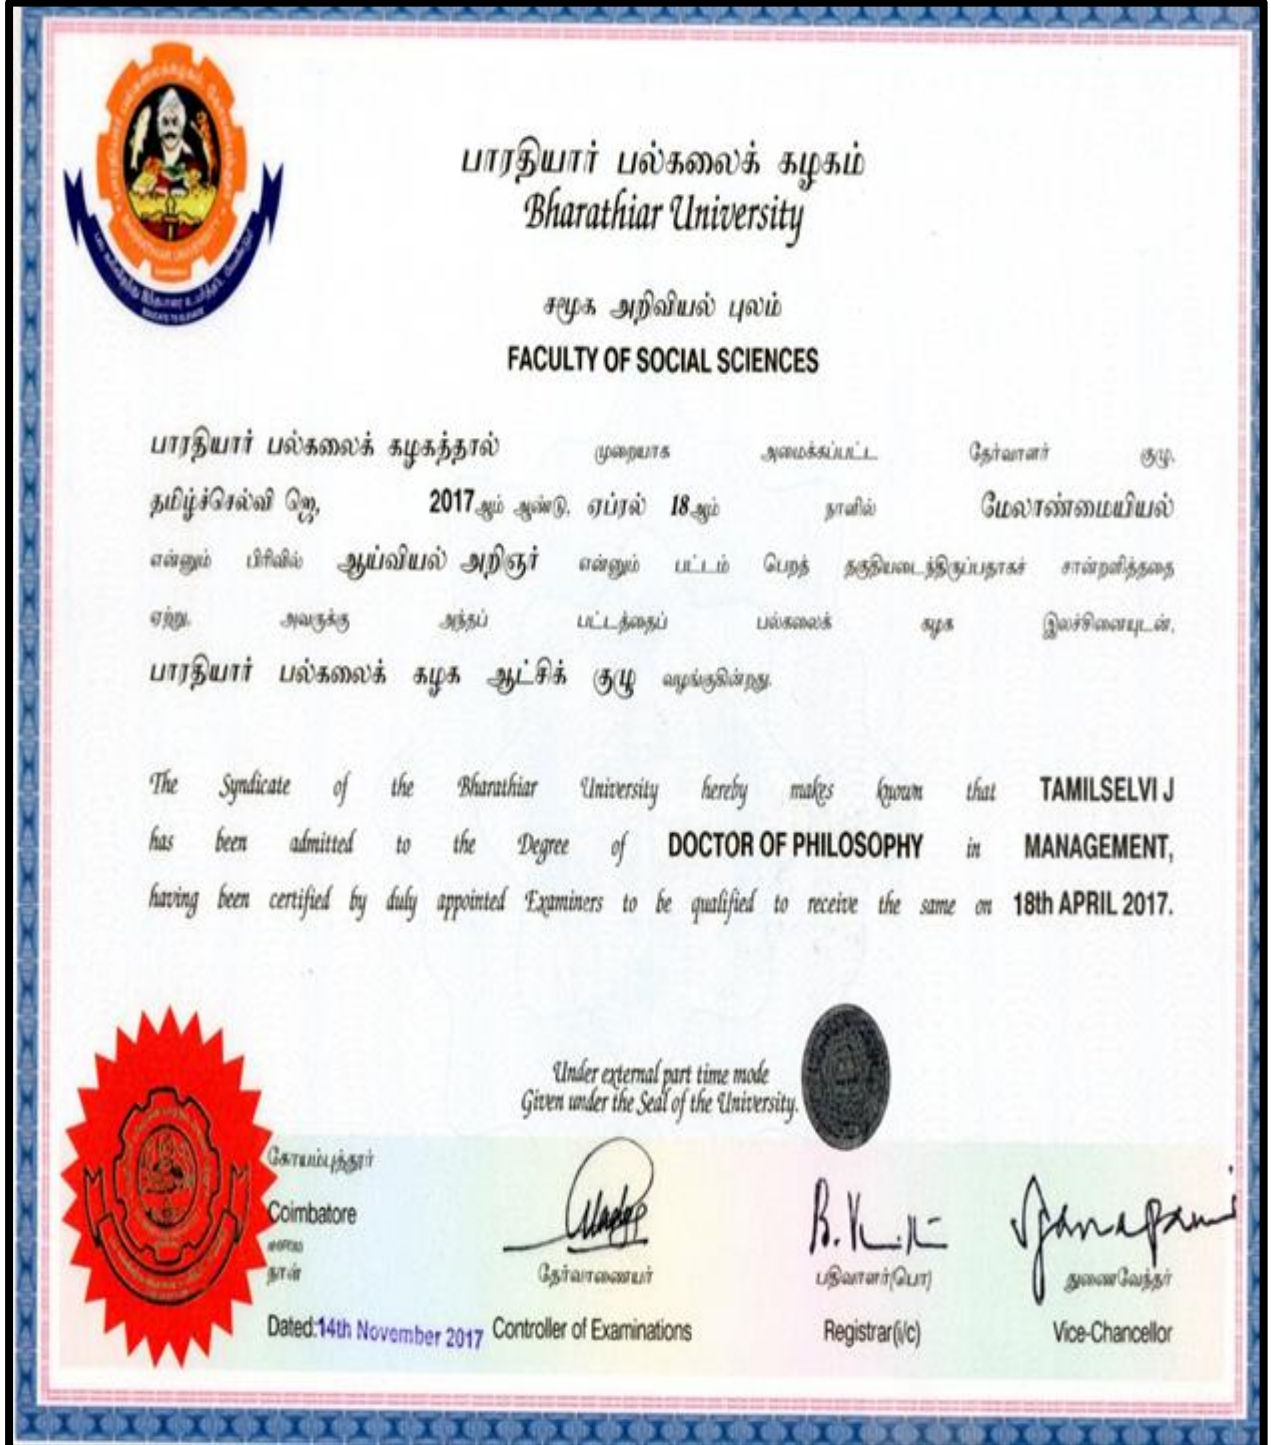 பாரதியார் பல்கலைக் கழகம்
Bharathiar University
சமூக அறிவியல் புலம்
FACULTY OF SOCIAL SCIENCES
பாரதியார் பல்கலைக் கழகத்தால் முறையாக அமைக்கப்பட்ட தேர்வாளர் குழு,
தமிழ்ச்செல்வி ஜெ, 2017ஆம் ஆண்டு, ஏப்ரல் 18ஆம் நாளில் மேலாண்மையியல்
என்னும் பிரிவில் ஆய்வியல் அறிஞர் என்னும் பட்டம் பெறத் தகுதியடைந்திருப்பதாகச் சான்றளித்ததை
ஏற்று, அவருக்கு அந்தப் பட்டத்தைப் பல்கலைக் கழக இலச்சினையுடன்,
பாரதியார் பல்கலைக் கழக ஆட்சிக் குழு வழங்குகின்றது.
The Syndicate of the Bharathiar University hereby makes known that TAMILSELVI J
has been admitted to the Degree of DOCTOR OF PHILOSOPHY in MANAGEMENT,
having been certified by duly appointed Examiners to be qualified to receive the same on 18th APRIL 2017.
Under external part time mode
Given under the Seal of the University.
கோயம்புத்தூர்
Coimbatore
நாள்
தேர்வாணையர் பதிவாளர்(பொ) துணைவேந்தர்
Dated:14th November 2017 Controller of Examinations Registrar(i/c) Vice-Chancellor